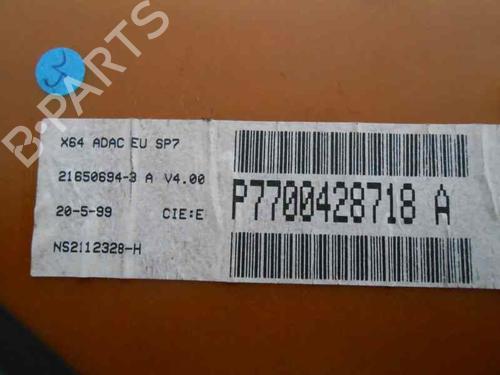 B-PARTS
X64 ADAC EU SP7
21650694-3 A V4.00
20-5-99 CIE:E
NS2112328-H
P7700428718 A